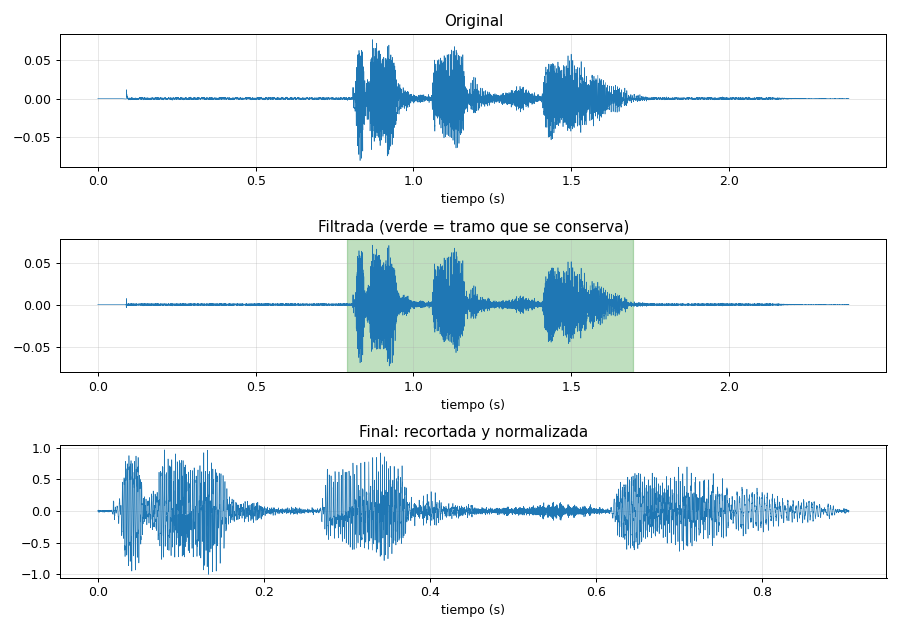 Original
0.05
0.00
−0.05
0.0 0.5 1.0 1.5 2.0
tiempo (s)
Filtrada (verde = tramo que se conserva)
0.05
0.00
−0.05
0.0 0.5 1.0 1.5 2.0
tiempo (s)
Final: recortada y normalizada
1.0
0.5
0.0
−0.5
−1.0
0.0 0.2 0.4 0.6 0.8
tiempo (s)